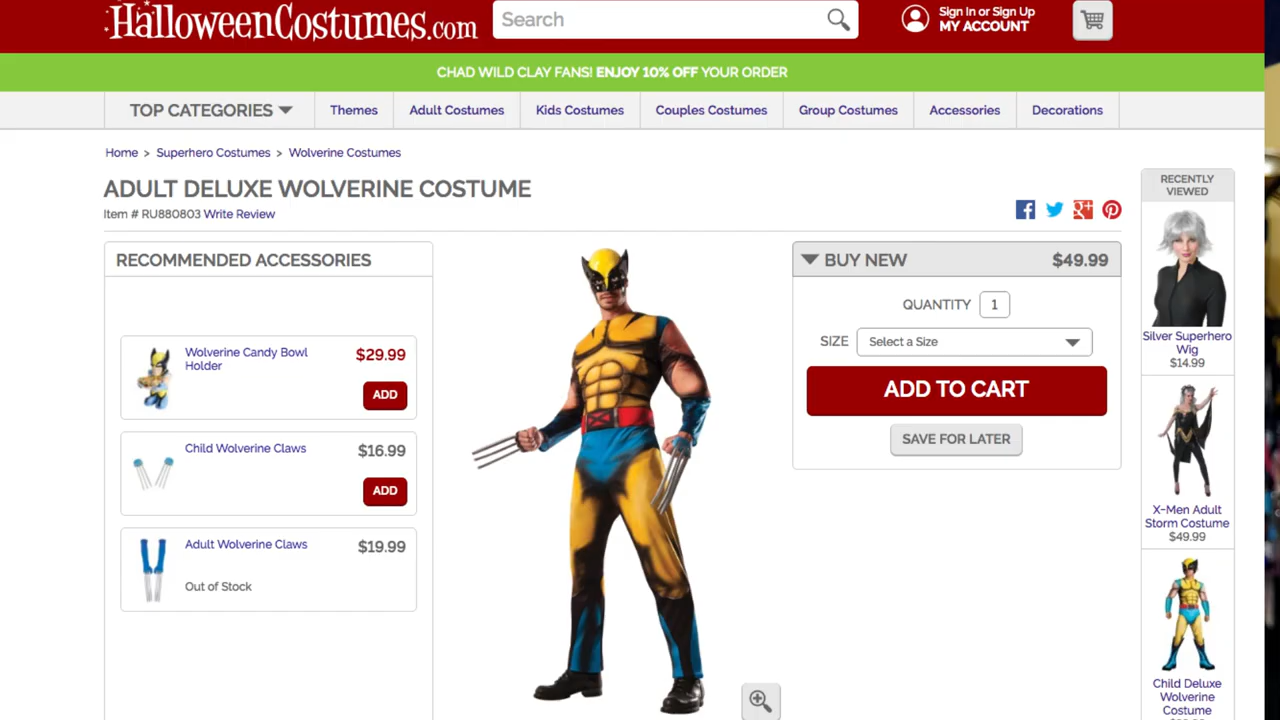 HalloweenCostumes.com
Search
Sign In or Sign Up
MY ACCOUNT
CHAD WILD CLAY FANS! ENJOY 10% OFF YOUR ORDER
TOP CATEGORIES
Themes
Adult Costumes
Kids Costumes
Couples Costumes
Group Costumes
Accessories
Decorations
Home > Superhero Costumes > Wolverine Costumes
ADULT DELUXE WOLVERINE COSTUME
Item # RU880803 Write Review
RECOMMENDED ACCESSORIES
Wolverine Candy Bowl
Holder
$29.99
ADD
Child Wolverine Claws
$16.99
ADD
Adult Wolverine Claws
$19.99
Out of Stock
BUY NEW
$49.99
QUANTITY 1
SIZE Select a Size
ADD TO CART
SAVE FOR LATER
RECENTLY
VIEWED
Silver Superhero
Wig
$14.99
X-Men Adult
Storm Costume
$49.99
Child Deluxe
Wolverine
Costume